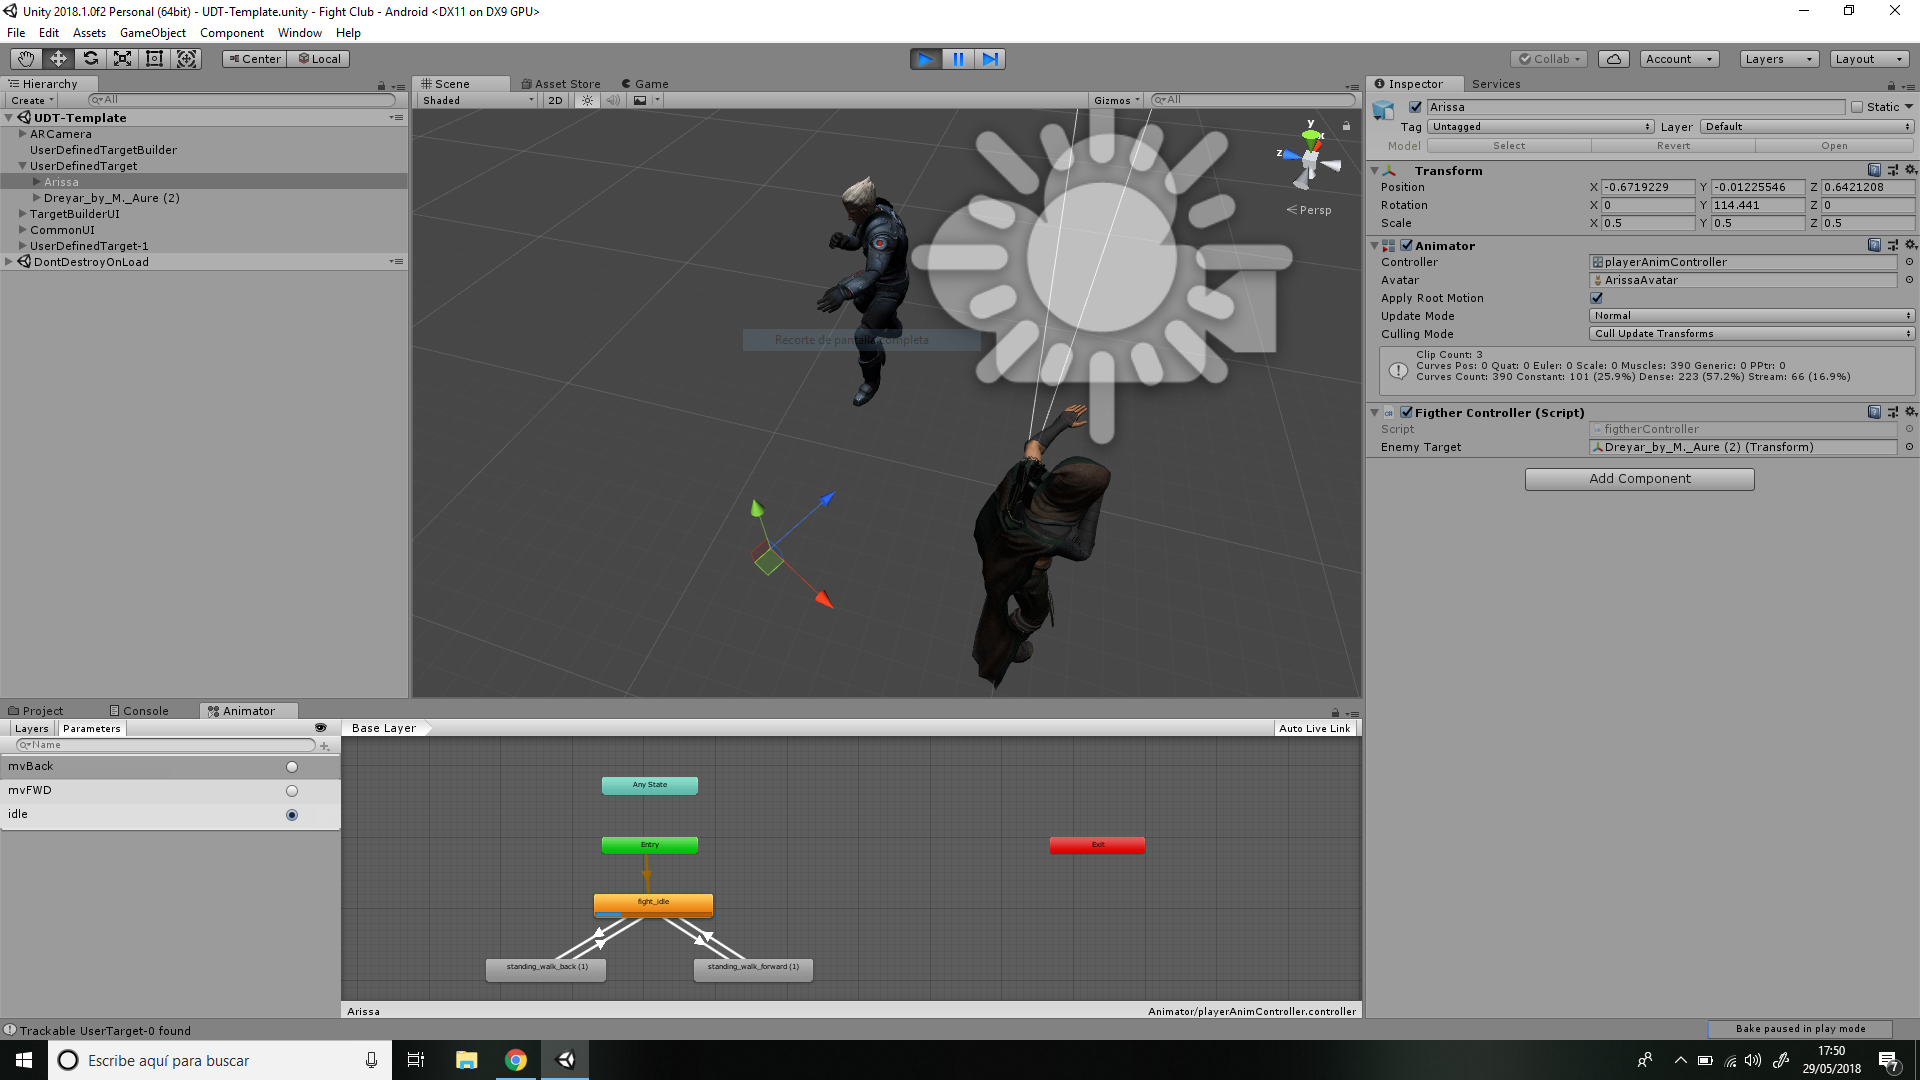 Unity 2018.1.0f2 Personal (64bit) - UDT-Template.unity - Fight Club - Android <DX11 on DX9 GPU>
File Edit Assets GameObject Component Window Help
Center Local Collab Account Layers Layout
Hierarchy
Create All
UDT-Template
ARCamera
UserDefinedTargetBuilder
UserDefinedTarget
Arissa
Dreyar_by_M._Aure (2)
TargetBuilderUI
CommonUI
UserDefinedTarget-1
DontDestroyOnLoad
Scene Asset Store Game
Shaded 2D Gizmos All
y
x
z
Persp
Recorte de pantalla completa
Inspector Services
Arissa Static
Tag Untagged Layer Default
Model Select Revert Open
Transform
Position X -0.6719229 Y -0.01225546 Z 0.6421208
Rotation X 0 Y 114.441 Z 0
Scale X 0.5 Y 0.5 Z 0.5
Animator
Controller playerAnimController
Avatar ArissaAvatar
Apply Root Motion
Update Mode Normal
Culling Mode Cull Update Transforms
Clip Count: 3
Curves Pos: 0 Quat: 0 Euler: 0 Scale: 0 Muscles: 390 Generic: 0 PPtr: 0
Curves Count: 390 Constant: 101 (25.9%) Dense: 223 (57.2%) Stream: 66 (16.9%)
Figther Controller (Script)
Script figtherController
Enemy Target Dreyar_by_M._Aure (2) (Transform)
Add Component
Project Console Animator
Layers Parameters
Name
mvBack
mvFWD
idle
Base Layer Auto Live Link
Any State
Entry
Exit
fight_idle
standing_walk_back (1)
standing_walk_forward (1)
Arissa Animator/playerAnimController.controller
Trackable UserTarget-0 found
Bake paused in play mode
Escribe aquí para buscar
17:50
29/05/2018
7